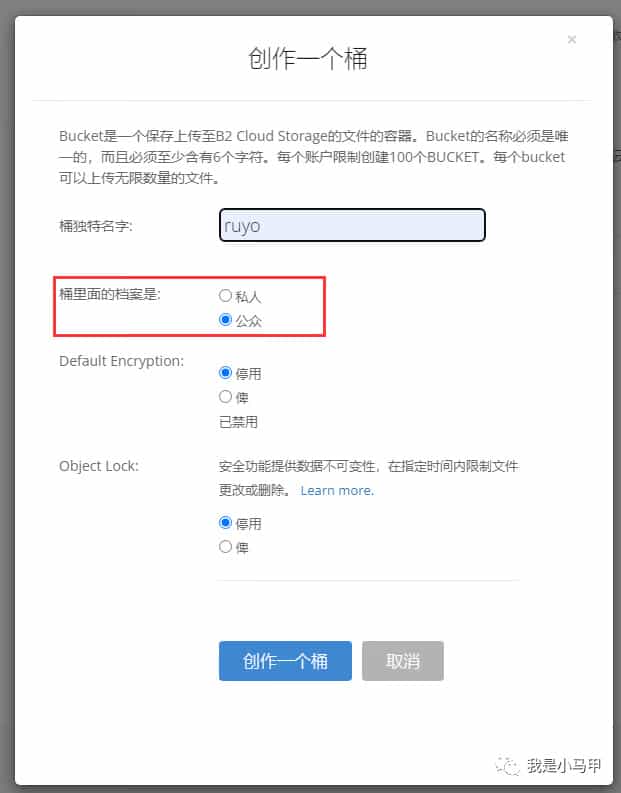 创作一个桶
×
Bucket是一个保存上传至B2 Cloud Storage的文件的容器。Bucket的名称必须是唯
一的，而且必须至少含有6个字符。每个账户限制创建100个BUCKET。每个bucket
可以上传无限数量的文件。
桶独特名字:
ruyo
桶里面的档案是:
私人
公众
Default Encryption:
停用
俾
已禁用
Object Lock:
安全功能提供数据不可变性，在指定时间内限制文件
更改或删除。 Learn more.
停用
俾
创作一个桶
取消
我是小马甲